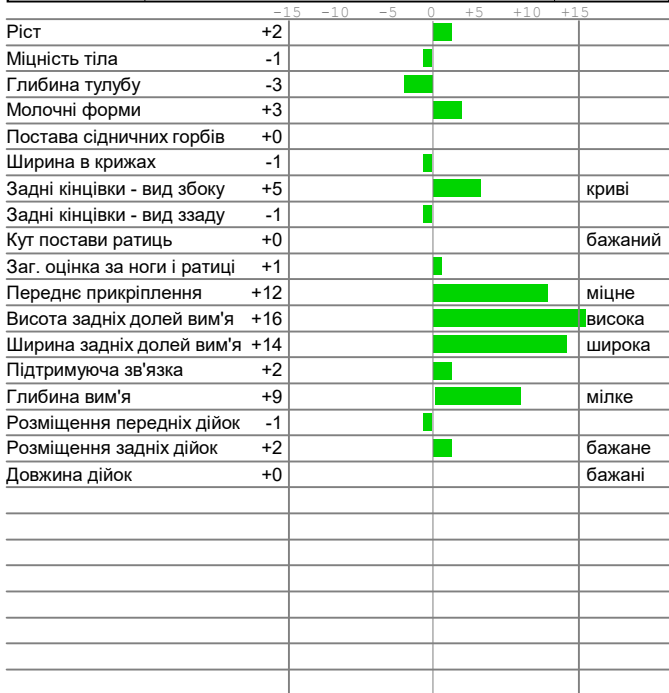 -15 -10 -5 0 +5 +10 +15
Ріст +2
Міцність тіла -1
Глибина тулубу -3
Молочні форми +3
Постава сідничних горбів +0
Ширина в крижах -1
Задні кінцівки - вид збоку +5 криві
Задні кінцівки - вид ззаду -1
Кут постави ратиць +0 бажаний
Заг. оцінка за ноги і ратиці +1
Переднє прикріплення +12 міцне
Висота задніх долей вим'я +16 висока
Ширина задніх долей вим'я +14 широка
Підтримуюча зв'язка +2
Глибина вим'я +9 мілке
Розміщення передніх дійок -1
Розміщення задніх дійок +2 бажане
Довжина дійок +0 бажані